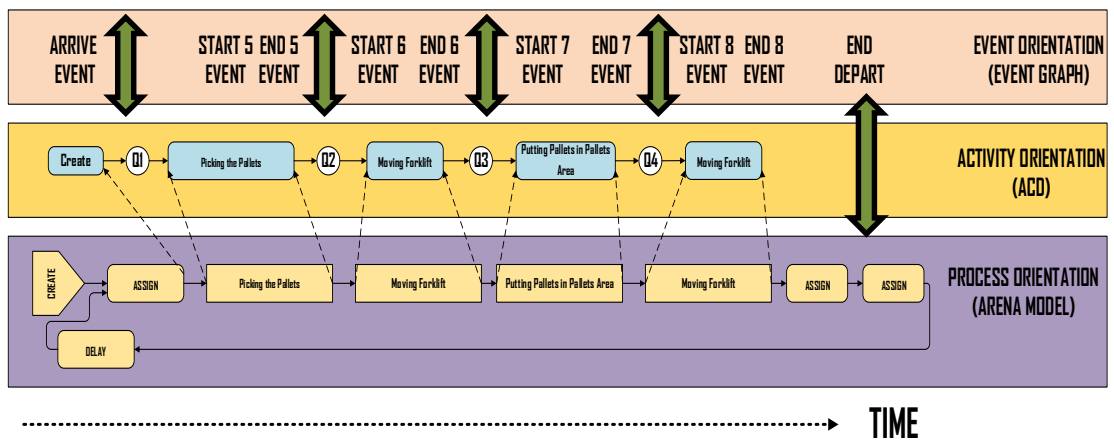 ARRIVE
EVENT
START 5
EVENT
END 5
EVENT
START 6
EVENT
END 6
EVENT
START 7
EVENT
END 7
EVENT
START 8
EVENT
END 8
EVENT
END
DEPART
EVENT ORIENTATION
(EVENT GRAPH)
Create
Q1
Picking the Pallets
Q2
Moving Forklift
Q3
Putting Pallets in Pallets
Area
Q4
Moving Forklift
ACTIVITY ORIENTATION
(ACD)
CREATE
ASSIGN
Picking the Pallets
Moving Forklift
Putting Pallets in Pallets Area
Moving Forklift
ASSIGN
ASSIGN
PROCESS ORIENTATION
(ARENA MODEL)
DELAY
TIME